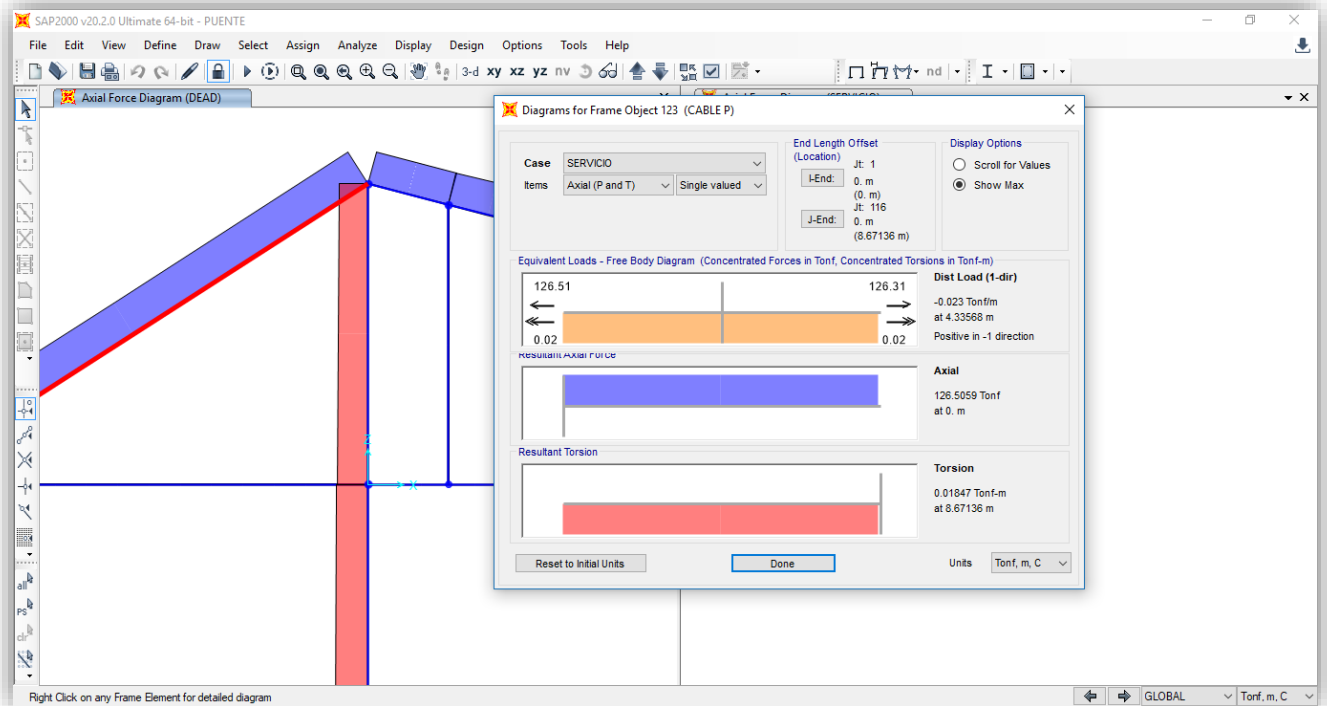 SAP2000 v20.2.0 Ultimate 64-bit - PUENTE
File Edit View Define Draw Select Assign Analyze Display Design Options Tools Help
3-d xy xz yz nv nd
Axial Force Diagram (DEAD)
Diagrams for Frame Object 123 (CABLE P)
Case SERVICIO
Items Axial (P and T) Single valued
End Length Offset
(Location)
Jt: 1
I-End: 0. m
(0. m)
Jt: 116
J-End: 0. m
(8.67136 m)
Display Options
Scroll for Values
Show Max
Equivalent Loads - Free Body Diagram (Concentrated Forces in Tonf, Concentrated Torsions in Tonf-m)
126.51 126.31
0.02 0.02
Dist Load (1-dir)
-0.023 Tonf/m
at 4.33568 m
Positive in -1 direction
Resultant Axial Force
Axial
126.5059 Tonf
at 0. m
Resultant Torsion
Torsion
0.01847 Tonf-m
at 8.67136 m
Reset to Initial Units Done Units Tonf, m, C
Z
X
all
PS
clr
Right Click on any Frame Element for detailed diagram
GLOBAL Tonf, m, C